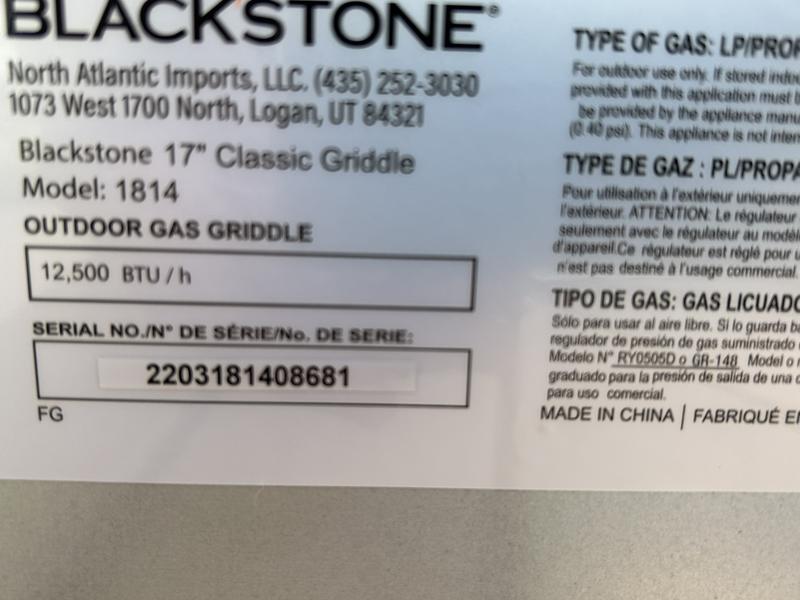 BLACKSTONE®
North Atlantic Imports, LLC. (435) 252-3030
1073 West 1700 North, Logan, UT 84321
Blackstone 17" Classic Griddle
Model: 1814
OUTDOOR GAS GRIDDLE
12,500 BTU / h
SERIAL NO./N° DE SÉRIE/No. DE SERIE:
2203181408681
FG
TYPE OF GAS: LP/PROP
For outdoor use only. If stored indoo
provided with this application must b
be provided by the appliance manu
(0.40 psi). This appliance is not inten
TYPE DE GAZ : PL/PROPA
Pour utilisation à l'extérieur uniquemen
l'extérieur. ATTENTION: Le régulateur
seulement avec le régulateur au modèl
d'appareil.Ce régulateur est réglé pour u
n'est pas destiné à l'usage commercial.
TIPO DE GAS: GAS LICUADO
Sólo para usar al aire libre. Si lo guarda ba
regulador de presión de gas suministrado
Modelo N° RY0505D o GR-148 Model o
graduado para la presión de salida de una
para uso comercial.
MADE IN CHINA | FABRIQUÉ EN